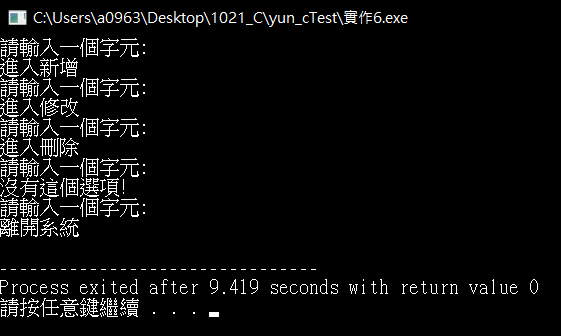 C:\Users\a0963\Desktop\1021_C\yun_cTest\實作6.exe
請輸入一個字元:
進入新增
請輸入一個字元:
進入修改
請輸入一個字元:
進入刪除
請輸入一個字元:
沒有這個選項!
請輸入一個字元:
離開系統
--------------------------------
Process exited after 9.419 seconds with return value 0
請按任意鍵繼續 . . .